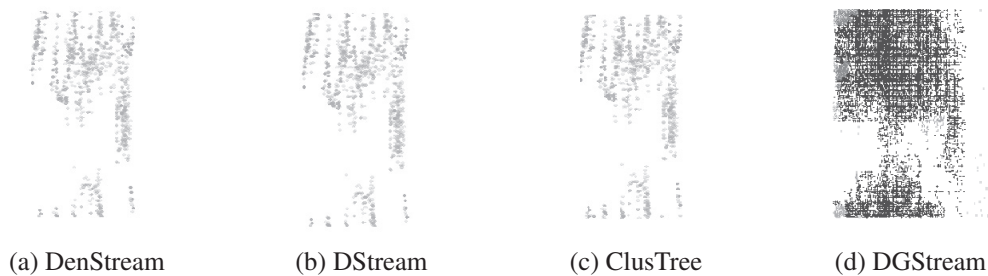 (a) DenStream
(b) DStream
(c) ClusTree
(d) DGStream